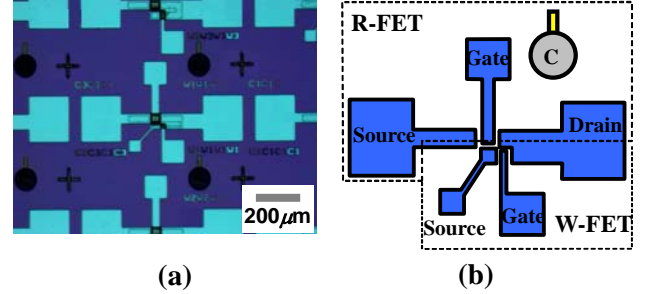 R-FET
C
Gate
Source
Drain
Source
Gate
W-FET
200μm
(a)
(b)